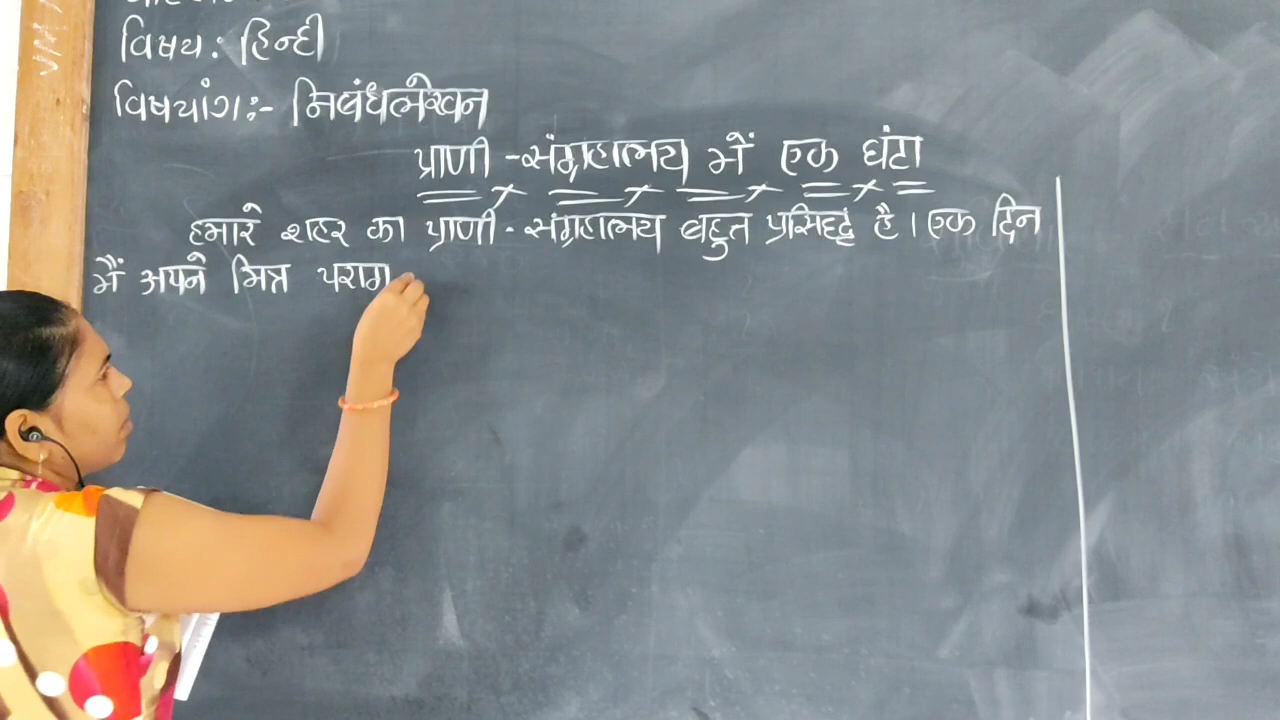 विषय: हिन्दी
विषयांश:- निबंधलेखन
प्राणी-संग्रहालय में एक घंटा
हमारे शहर का प्राणी-संग्रहालय बहुत प्रसिद्ध है। एक दिन
मैं अपने मित्र पराग